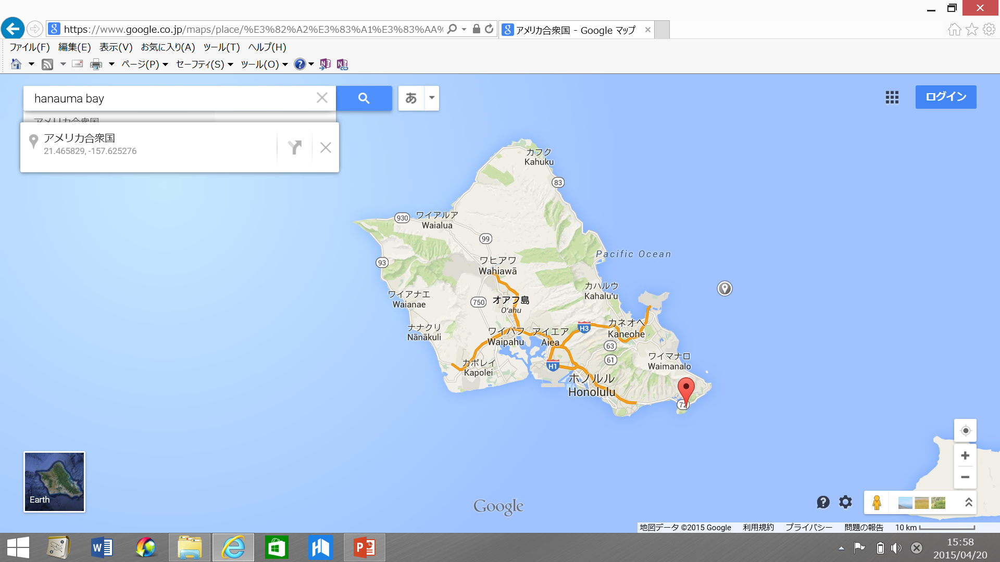 https://www.google.co.jp/maps/place/%E3%82%A2%E3%83%A1%E3%83%AA%
アメリカ合衆国 - Google マップ
ファイル(F) 編集(E) 表示(V) お気に入り(A) ツール(T) ヘルプ(H)
ページ(P) セーフティ(S) ツール(O)
hanauma bay
あ
ログイン
アメリカ合衆国
アメリカ合衆国
21.465829, -157.625276
カフク
Kahuku
83
930
ワイアルア
Waialua
99
Pacific Ocean
93
ワヒアワ
Wahiawā
カハルウ
Kahalu'u
ワイアナエ
Waianae
750
オアフ島
O'ahu
ナナクリ
Nānākuli
ワイパフ
Waipahu
アイエア
Aiea
H3
カネオヘ
Kaneohe
63
61
カポレイ
Kapolei
H1
ワイマナロ
Waimanalo
ホノルル
Honolulu
72
Earth
Google
地図データ ©2015 Google 利用規約 プライバシー 問題の報告 10 km
15:58
2015/04/20